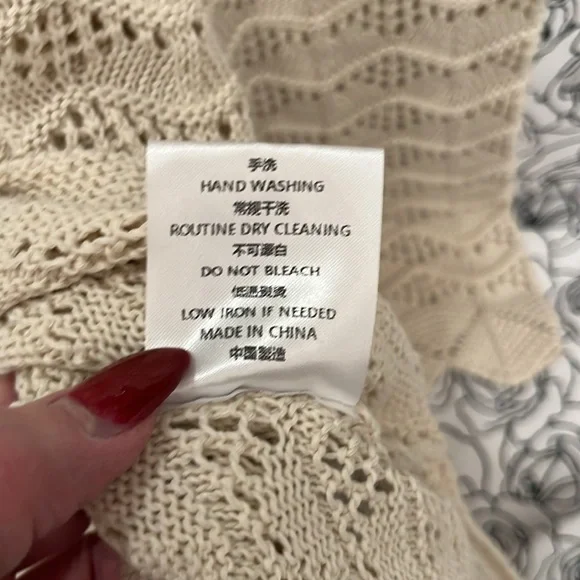 手洗
HAND WASHING
常规干洗
ROUTINE DRY CLEANING
不可漂白
DO NOT BLEACH
低温熨烫
LOW IRON IF NEEDED
MADE IN CHINA
中国製造